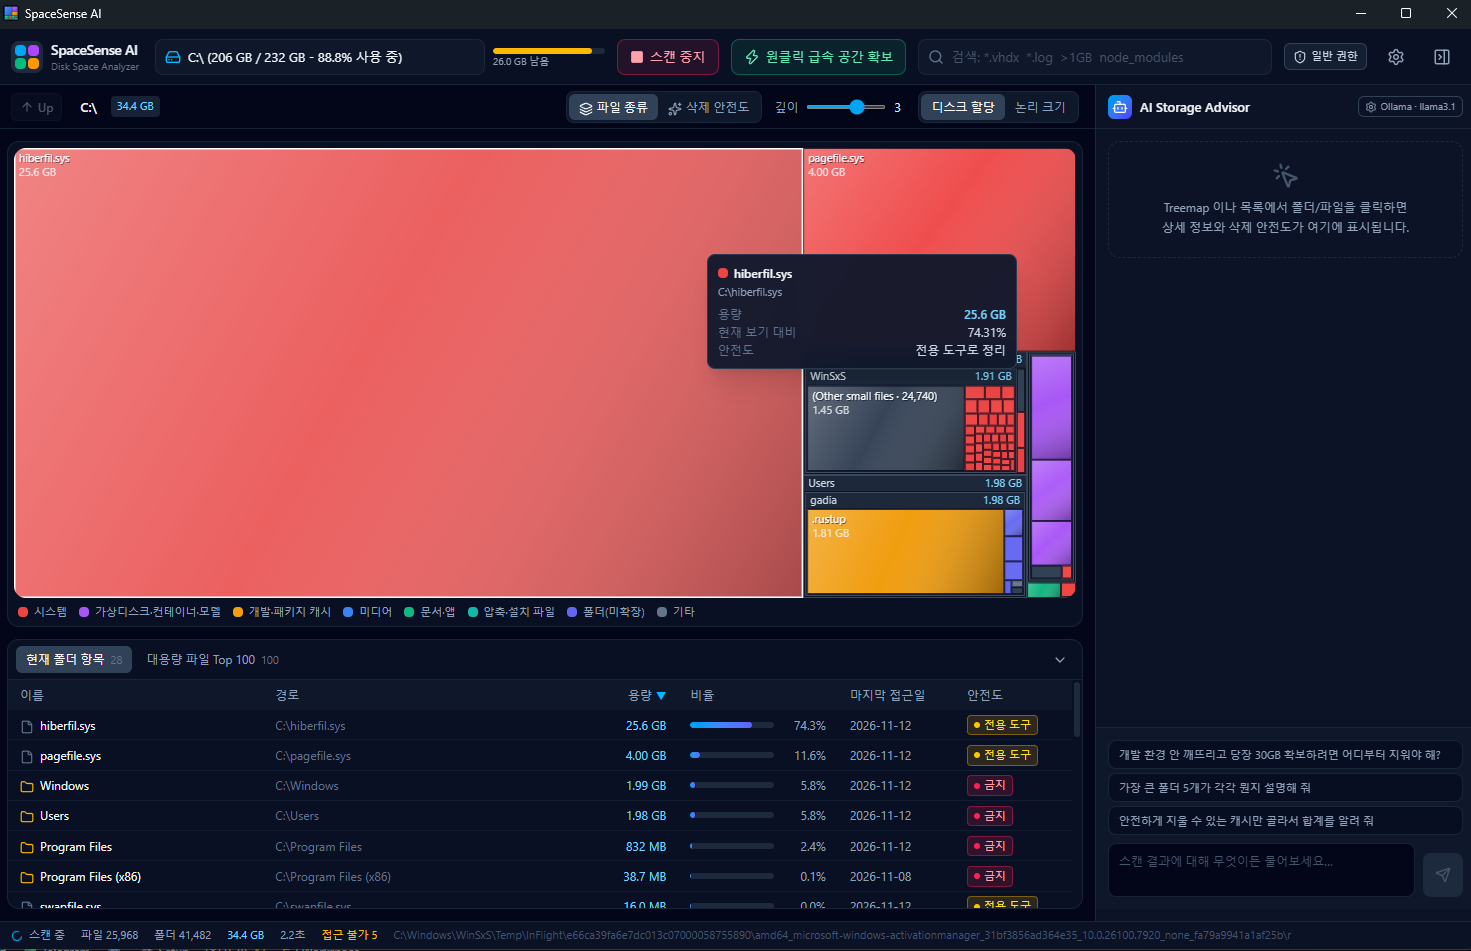 SpaceSense AI
SpaceSense AI
Disk Space Analyzer
C:\ (206 GB / 232 GB - 88.8% 사용 중)
26.0 GB 남음
스캔 중지
원클릭 급속 공간 확보
검색: *.vhdx *.log >1GB node_modules
일반 권한
Up
C:\
34.4 GB
파일 종류
삭제 안전도
깊이
3
디스크 할당
논리 크기
AI Storage Advisor
Ollama · llama3.1
hiberfil.sys
25.6 GB
pagefile.sys
4.00 GB
hiberfil.sys
C:\hiberfil.sys
용량 25.6 GB
현재 보기 대비 74.31%
안전도 전용 도구로 정리
B
WinSxS 1.91 GB
(Other small files · 24,740)
1.45 GB
Users 1.98 GB
gadia 1.98 GB
.rustup
1.81 GB
시스템
가상디스크·컨테이너·모델
개발·패키지 캐시
미디어
문서·앱
압축·설치 파일
폴더(미확장)
기타
Treemap 이나 목록에서 폴더/파일을 클릭하면
상세 정보와 삭제 안전도가 여기에 표시됩니다.
현재 폴더 항목 28
대용량 파일 Top 100 100
이름 경로 용량 ▼ 비율 마지막 접근일 안전도
hiberfil.sys C:\hiberfil.sys 25.6 GB 74.3% 2026-11-12 전용 도구
pagefile.sys C:\pagefile.sys 4.00 GB 11.6% 2026-11-12 전용 도구
Windows C:\Windows 1.99 GB 5.8% 2026-11-12 금지
Users C:\Users 1.98 GB 5.8% 2026-11-12 금지
Program Files C:\Program Files 832 MB 2.4% 2026-11-12 금지
Program Files (x86) C:\Program Files (x86) 38.7 MB 0.1% 2026-11-08 금지
swapfile.sys C:\swapfile.sys 16.0 MB 0.0% 2026-11-12 전용 도구
개발 환경 안 깨뜨리고 당장 30GB 확보하려면 어디부터 지워야 해?
가장 큰 폴더 5개가 각각 뭔지 설명해 줘
안전하게 지울 수 있는 캐시만 골라서 합계를 알려 줘
스캔 결과에 대해 무엇이든 물어보세요...
스캔 중 파일 25,968 폴더 41,482 34.4 GB 2.2초 접근 불가 5 C:\Windows\WinSxS\Temp\InFlight\e66ca39fa6e7dc013c07000058755890\amd64_microsoft-windows-activationmanager_31bf3856ad364e35_10.0.26100.7920_none_fa79a9941a1af25b\r